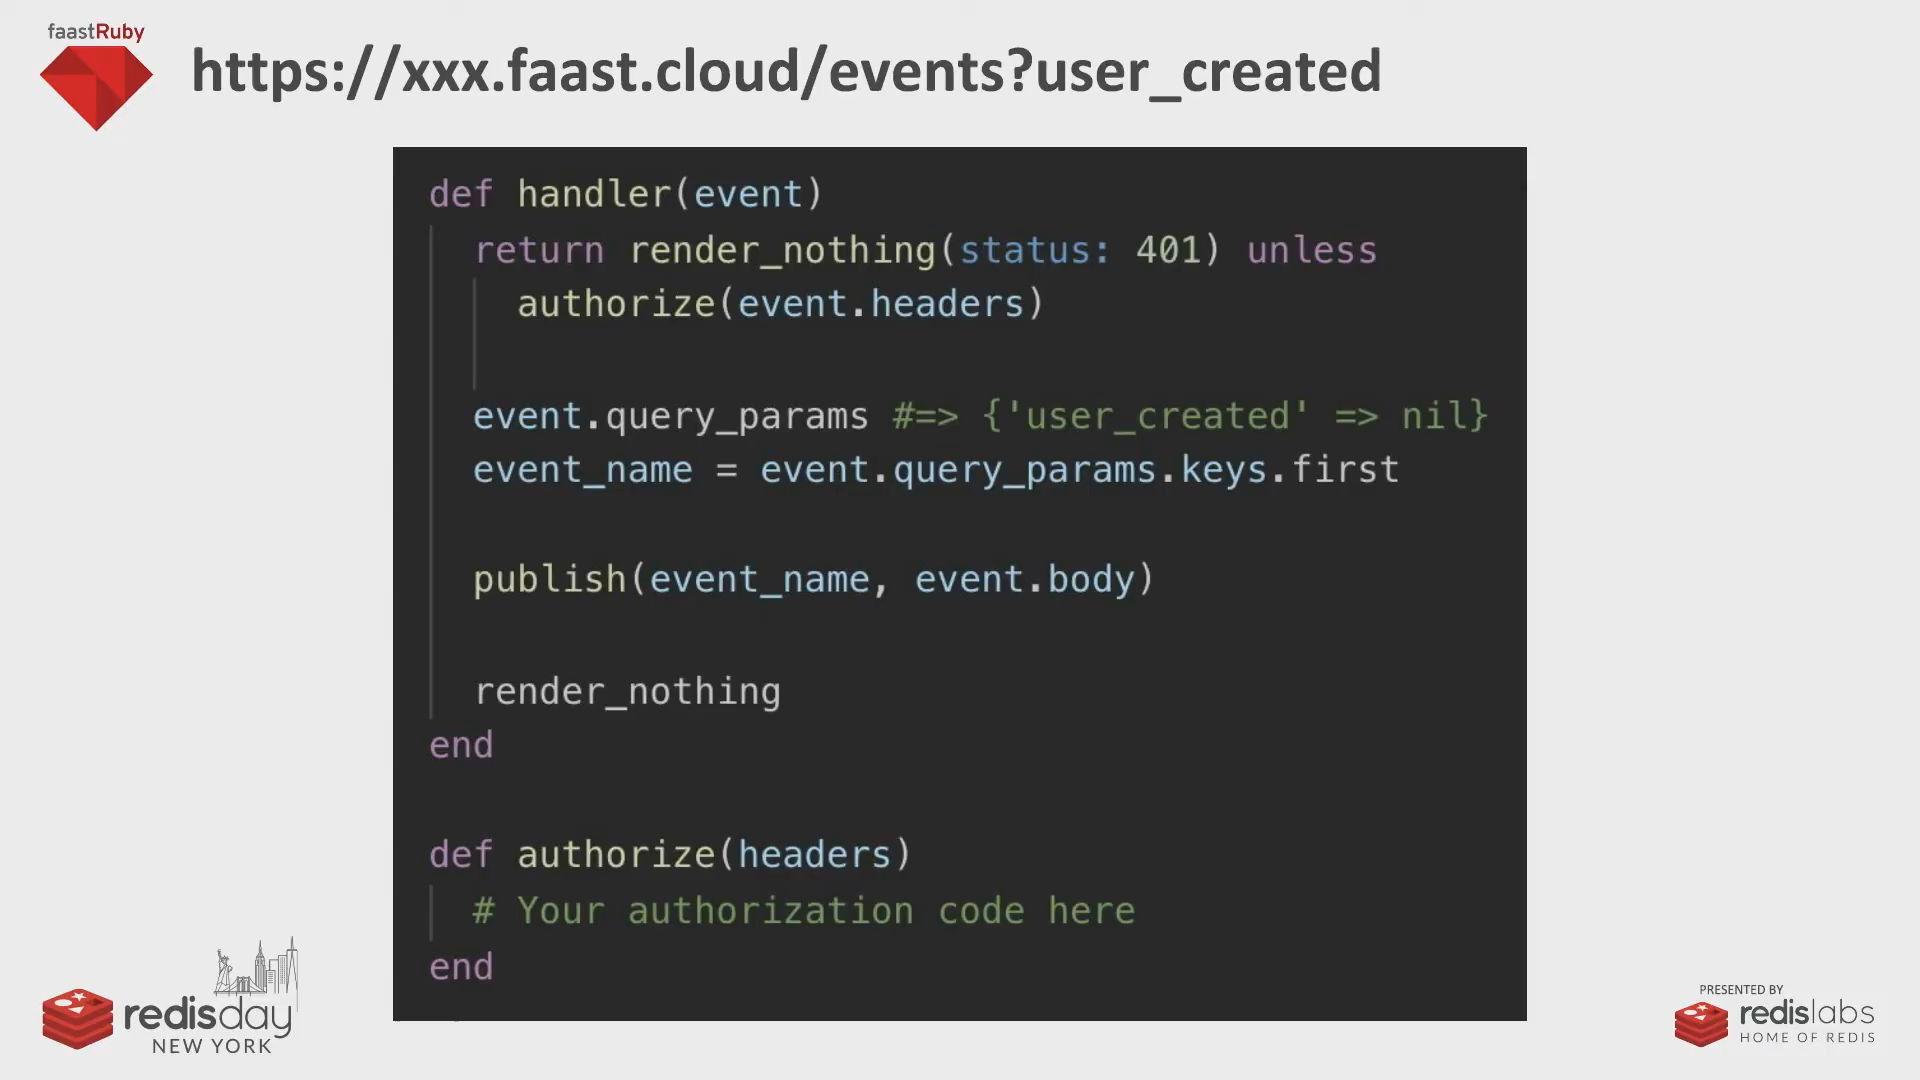 faastRuby
https://xxx.faast.cloud/events?user_created
def handler(event)
return render_nothing(status: 401) unless
authorize(event.headers)
event.query_params #=> {'user_created' => nil}
event_name = event.query_params.keys.first
publish(event_name, event.body)
render_nothing
end
def authorize(headers)
# Your authorization code here
end
redisday
NEW YORK
PRESENTED BY
redislabs
HOME OF REDIS